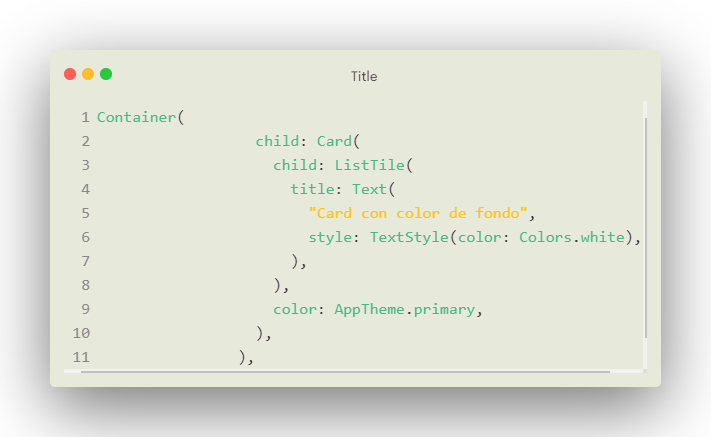 Title
1 Container(
2                   child: Card(
3                     child: ListTile(
4                       title: Text(
5                         "Card con color de fondo",
6                         style: TextStyle(color: Colors.white),
7                       ),
8                     ),
9                     color: AppTheme.primary,
10                   ),
11                 ),